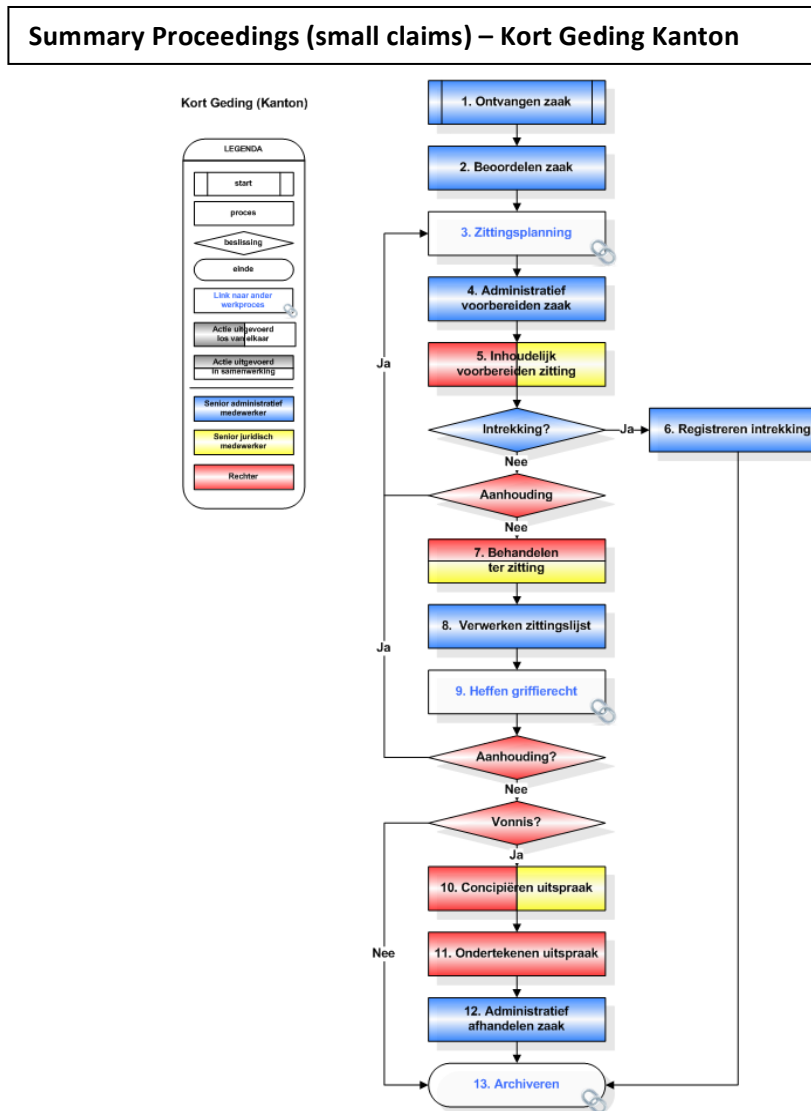 Summary Proceedings (small claims) – Kort Geding Kanton
Kort Geding (Kanton)
LEGENDA
start
proces
beslissing
einde
Link naar ander
werkproces
Actie uitgevoerd
los van elkaar
Actie uitgevoerd
in samenwerking
Senior administratief
medewerker
Senior juridisch
medewerker
Rechter
1. Ontvangen zaak
2. Beoordelen zaak
3. Zittingsplanning
4. Administratief
voorbereiden zaak
5. Inhoudelijk
voorbereiden zitting
Ja
Intrekking?
Ja
6. Registreren intrekking
Nee
Aanhouding
Nee
7. Behandelen
ter zitting
8. Verwerken zittingslijst
Ja
9. Heffen griffierecht
Aanhouding?
Nee
Vonnis?
Ja
10. Concipiëren uitspraak
Nee
11. Ondertekenen uitspraak
12. Administratief
afhandelen zaak
13. Archiveren